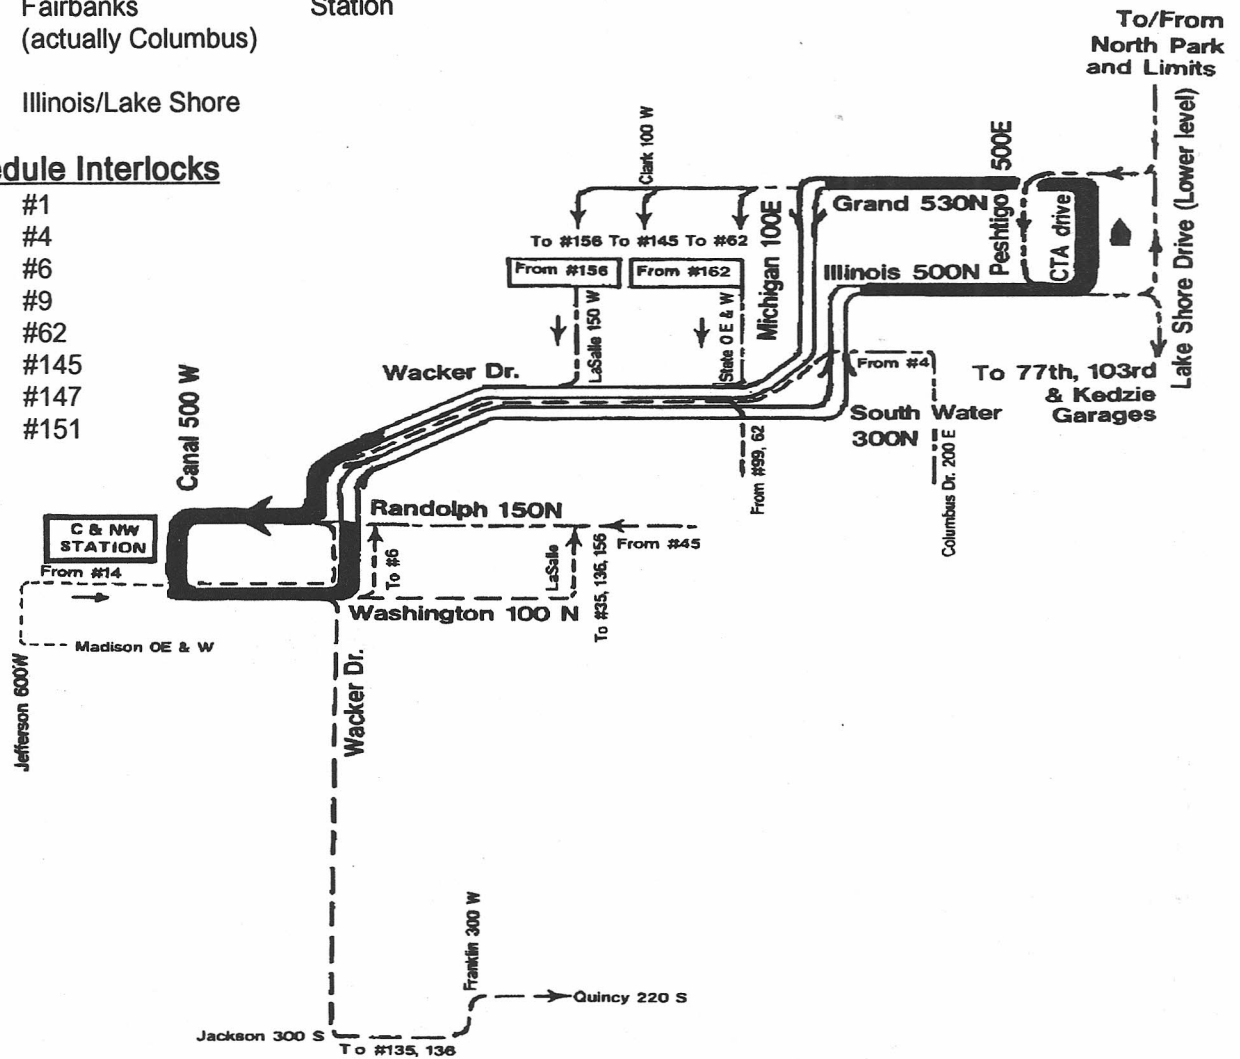 Fairbanks
Station
(actually Columbus)
Illinois/Lake Shore
edule Interlocks
#1
#4
#6
#9
#62
#145
#147
#151
To/From
North Park
and Limits
Lake Shore Drive (Lower level)
Clark 100 W
Peshtigo 500E
Grand 530N
CTA drive
Michigan 100E
To #156 To #145 To #62
From #156
From #162
Illinois 500N
LaSalle 150 W
State 0 E & W
Wacker Dr.
From #4
To 77th, 103rd
& Kedzie
Garages
South Water
300N
Canal 500 W
From #99, 62
Columbus Dr. 200 E
Randolph 150N
C & NW
STATION
From #14
To #6
LaSalle
From #45
To #35, 136, 156
Washington 100 N
Madison OE & W
Jefferson 600W
Wacker Dr.
Franklin 300 W
Quincy 220 S
Jackson 300 S
To #135, 136